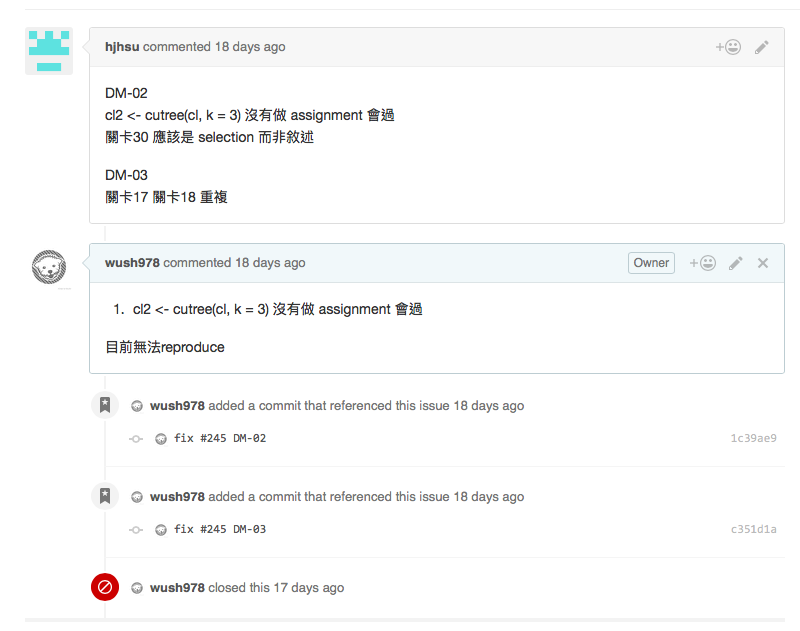 hjhsu commented 18 days ago
DM-02
cl2 <- cutree(cl, k = 3) 沒有做 assignment 會過
關卡30 應該是 selection 而非敘述
DM-03
關卡17 關卡18 重複
wush978 commented 18 days ago
Owner
1. cl2 <- cutree(cl, k = 3) 沒有做 assignment 會過
目前無法reproduce
wush978 added a commit that referenced this issue 18 days ago
fix #245 DM-02
1c39ae9
wush978 added a commit that referenced this issue 18 days ago
fix #245 DM-03
c351d1a
wush978 closed this 17 days ago